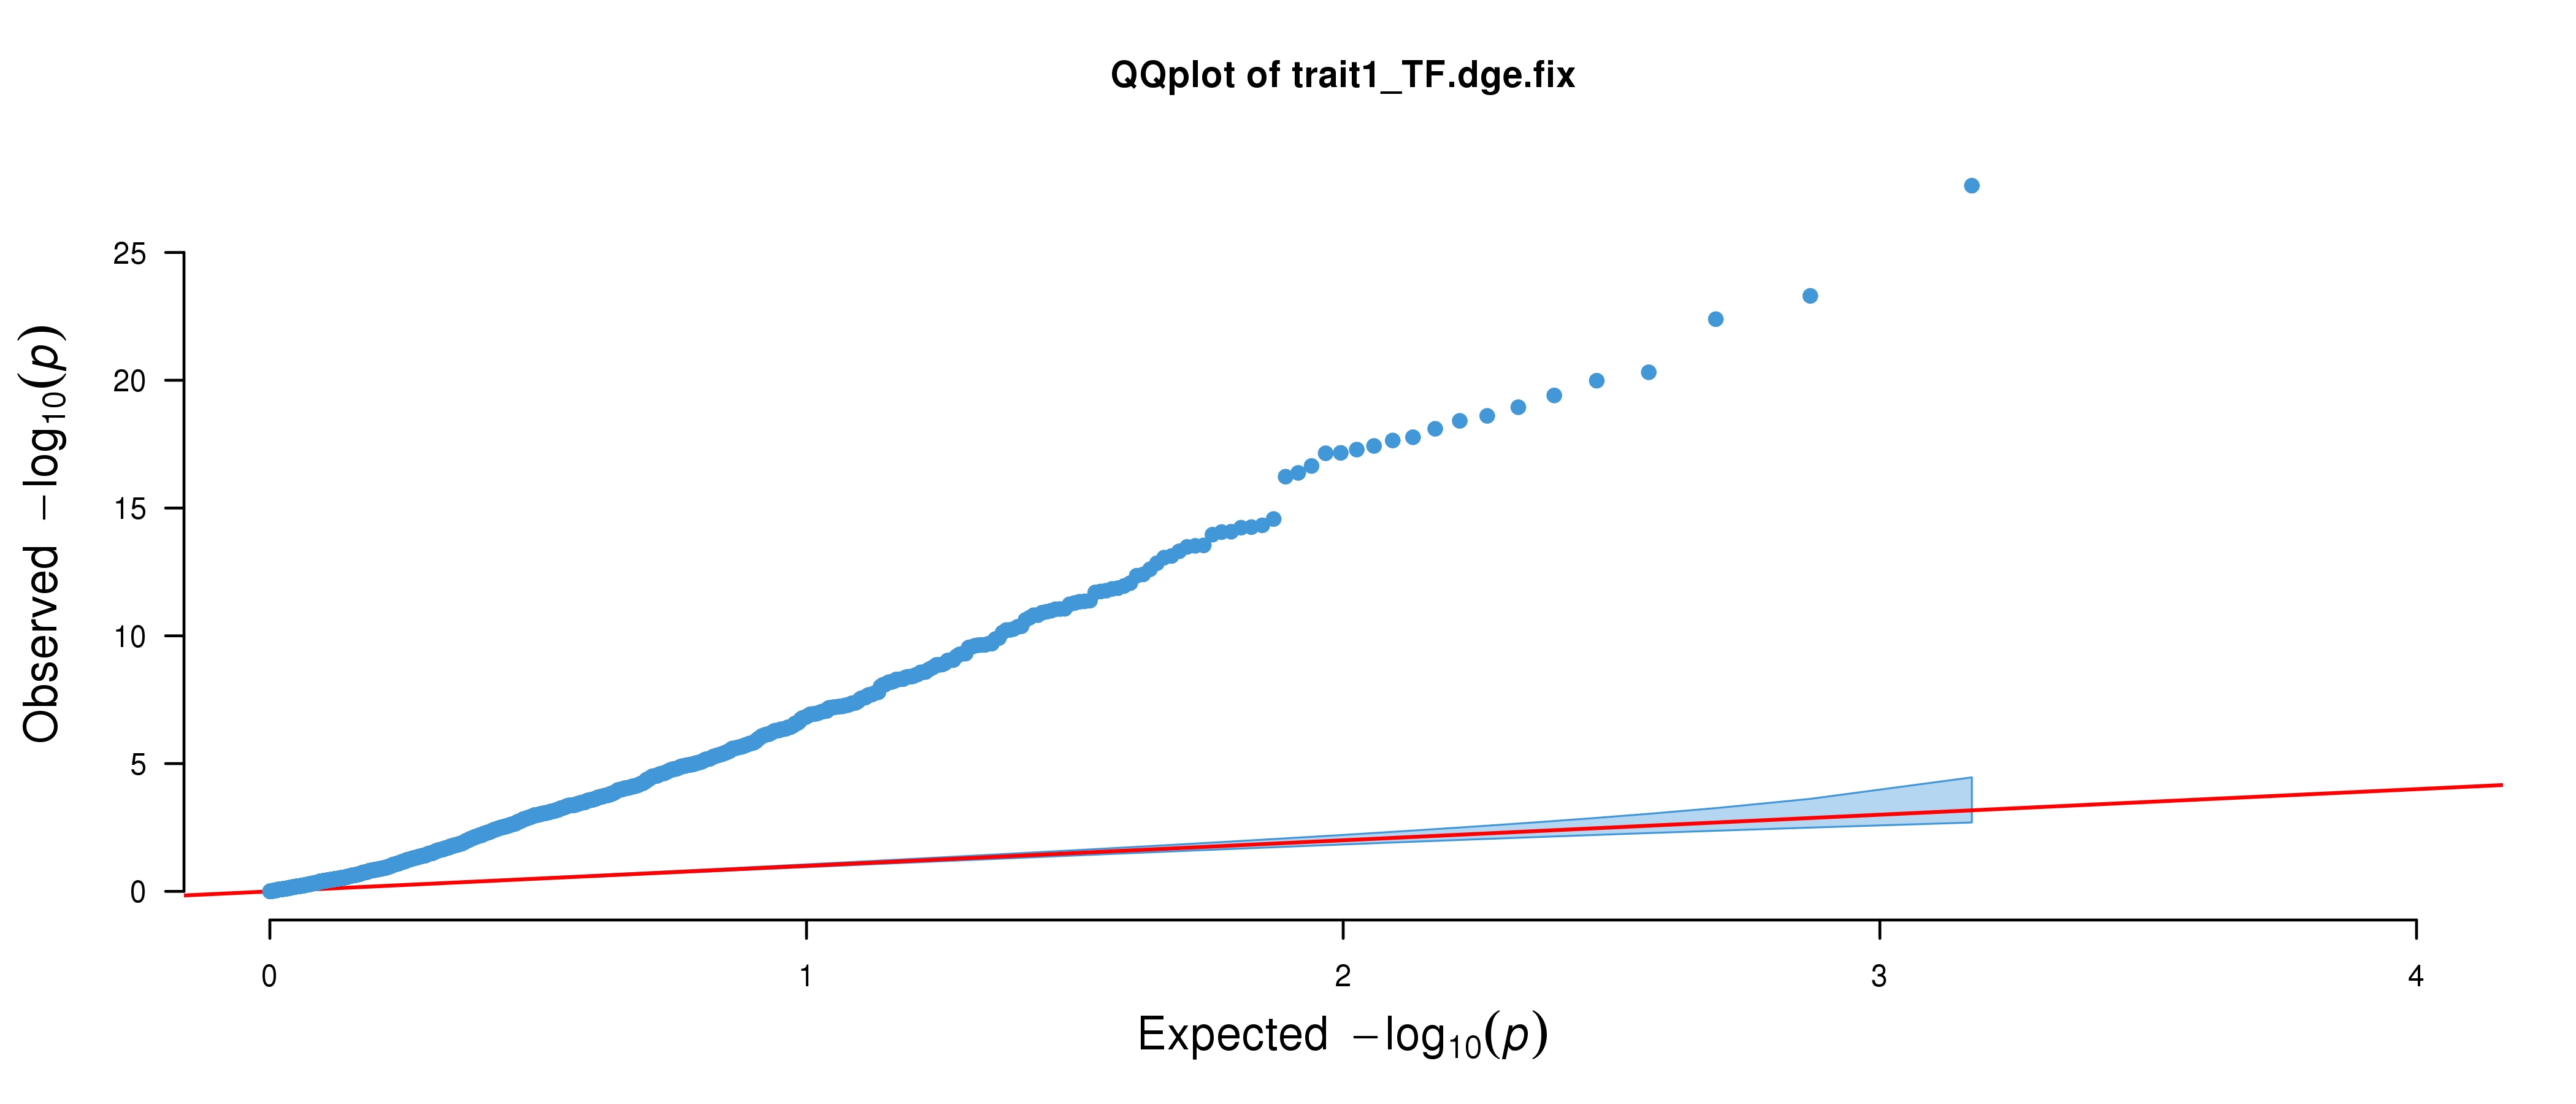 QQplot of trait1_TF.dge.fix
25
20
15
10
5
0
Observed −log10(p)
0 1 2 3 4
Expected −log10(p)